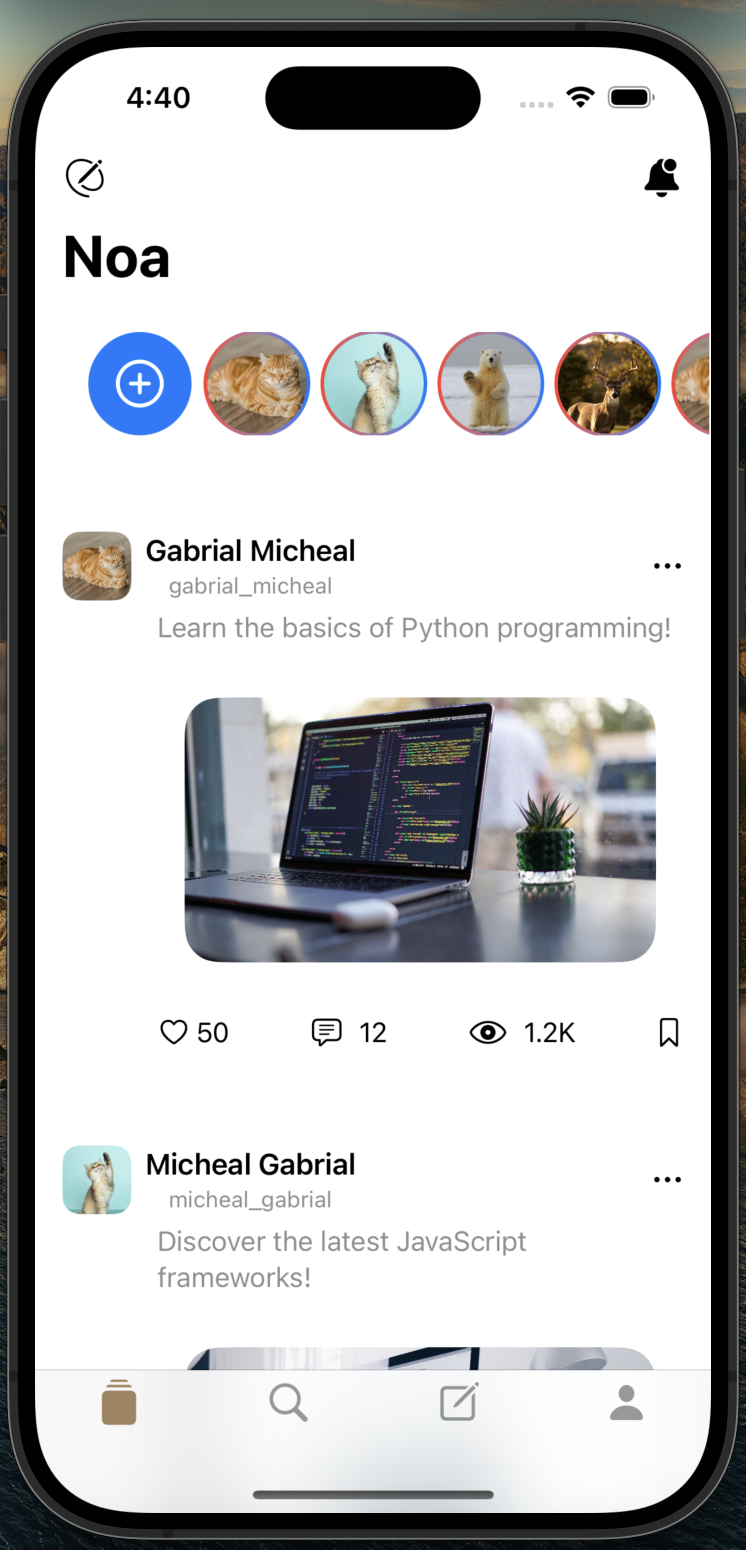 4:40
Noa
Gabrial Micheal
gabrial_micheal
Learn the basics of Python programming!
50
12
1.2K
Micheal Gabrial
micheal_gabrial
Discover the latest JavaScript
frameworks!